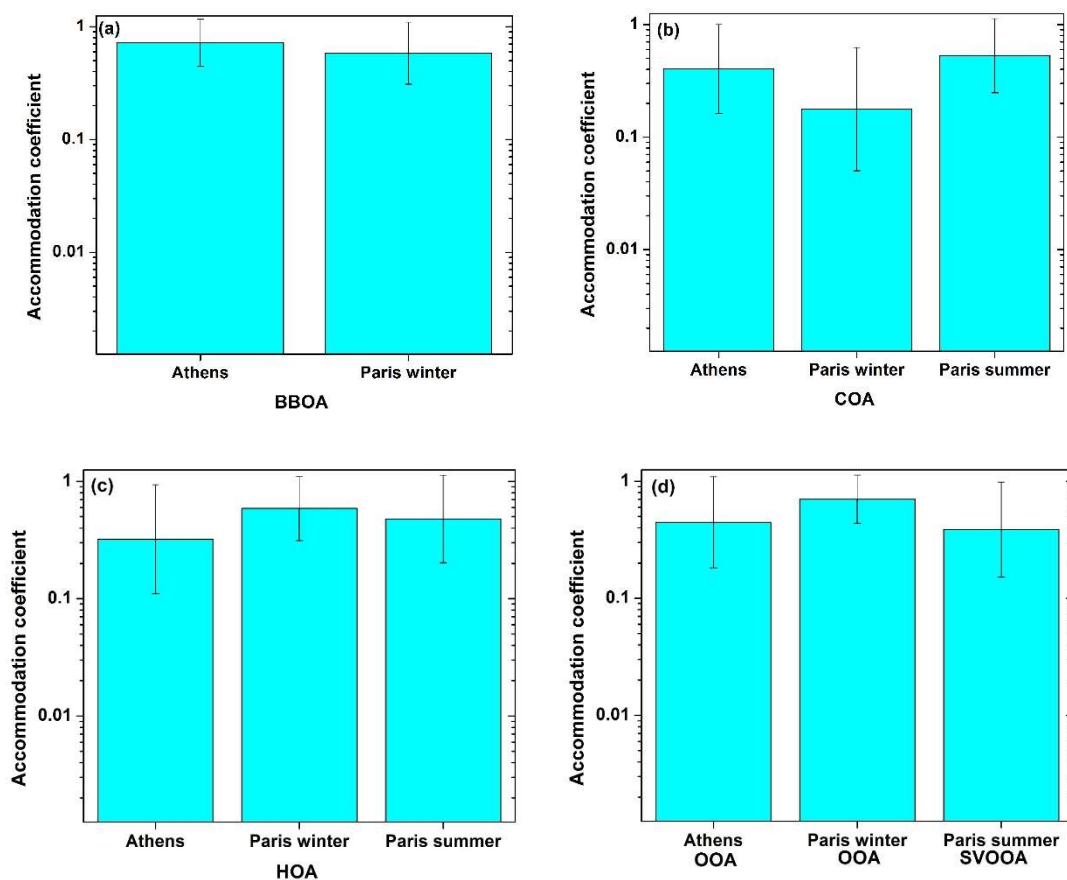 (a)
Accommodation coefficient
1
0.1
0.01
Athens Paris winter
BBOA
(b)
Accommodation coefficient
1
0.1
0.01
Athens Paris winter Paris summer
COA
(c)
Accommodation coefficient
1
0.1
0.01
Athens Paris winter Paris summer
HOA
(d)
Accommodation coefficient
1
0.1
0.01
Athens Paris winter Paris summer
OOA OOA SVOOA